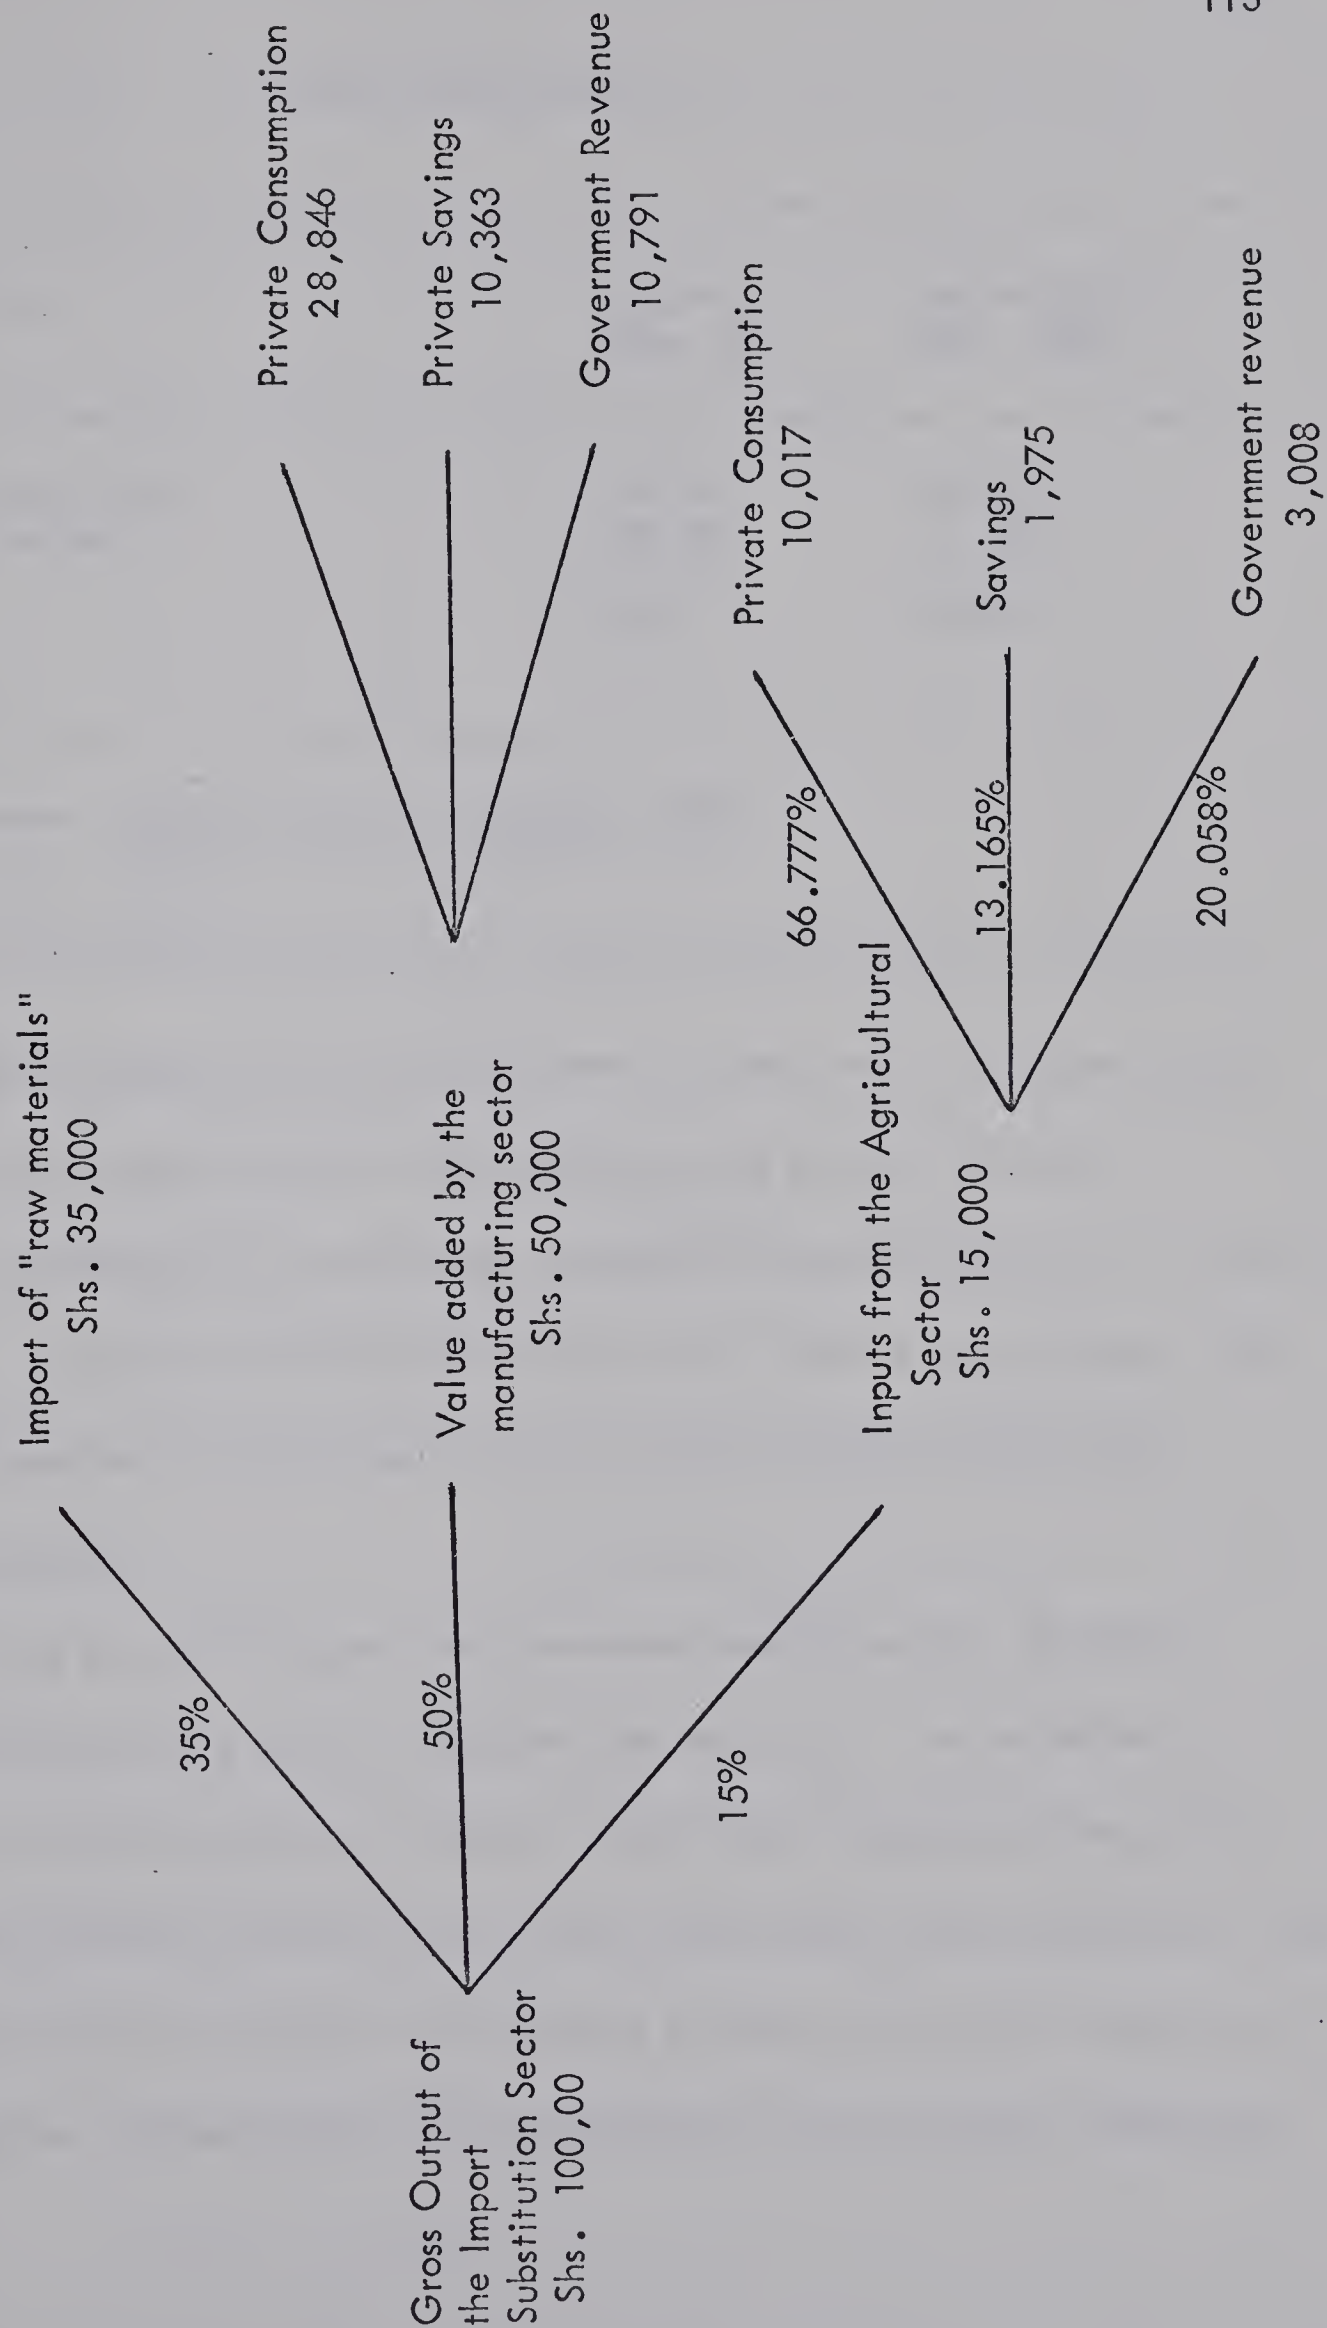 Import of "raw materials"
Shs. 35,000
35%
Gross Output of
the Import
Substitution Sector
Shs. 100,00
50%
Value added by the
manufacturing sector
Shs. 50,000
Private Consumption
28,846
Private Savings
10,363
Government Revenue
10,791
15%
Inputs from the Agricultural
Sector
Shs. 15,000
66.777%
Private Consumption
10,017
13.165%
Savings
1,975
20.058%
Government revenue
3,008